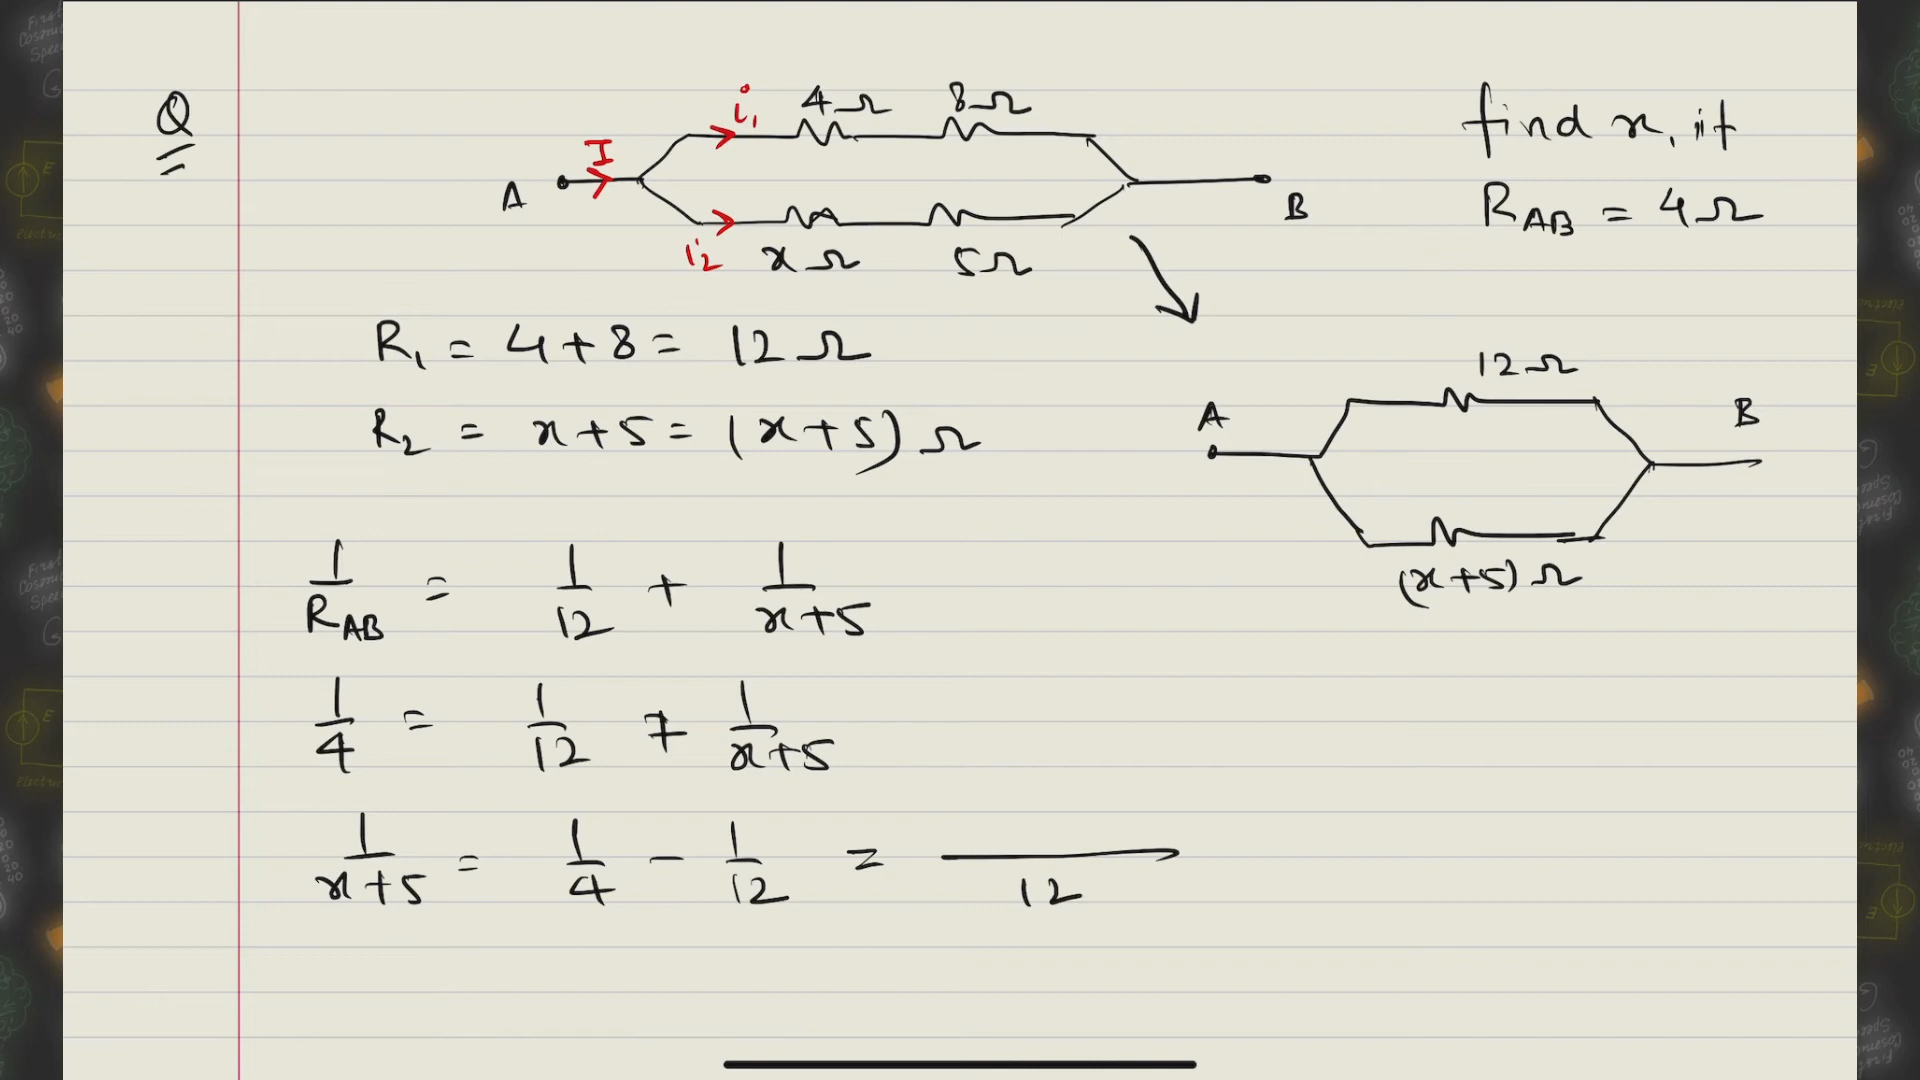 Q
I
i₁
4Ω 8Ω
A
B
i₂
xΩ 5Ω
find x, if
R_AB = 4Ω
R₁ = 4+8 = 12Ω
R₂ = x+5 = (x+5)Ω
12Ω
A
B
(x+5)Ω
1/R_AB = 1/12 + 1/x+5
1/4 = 1/12 + 1/x+5
1/x+5 = 1/4 - 1/12 = /12